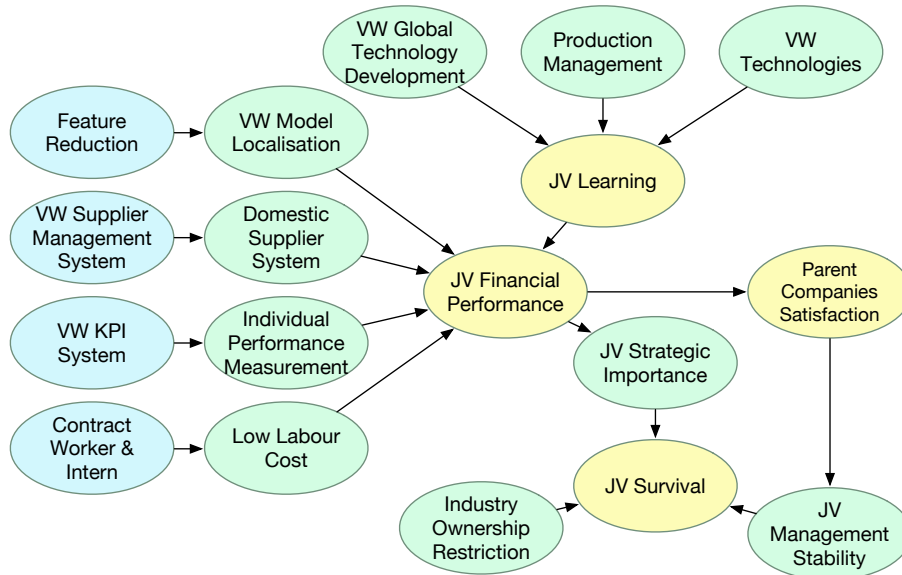 VW Global
Technology
Development
Production
Management
VW
Technologies
Feature
Reduction
VW Model
Localisation
JV Learning
VW Supplier
Management
System
Domestic
Supplier
System
JV Financial
Performance
Parent
Companies
Satisfaction
VW KPI
System
Individual
Performance
Measurement
JV Strategic
Importance
Contract
Worker &
Intern
Low Labour
Cost
JV Survival
Industry
Ownership
Restriction
JV
Management
Stability